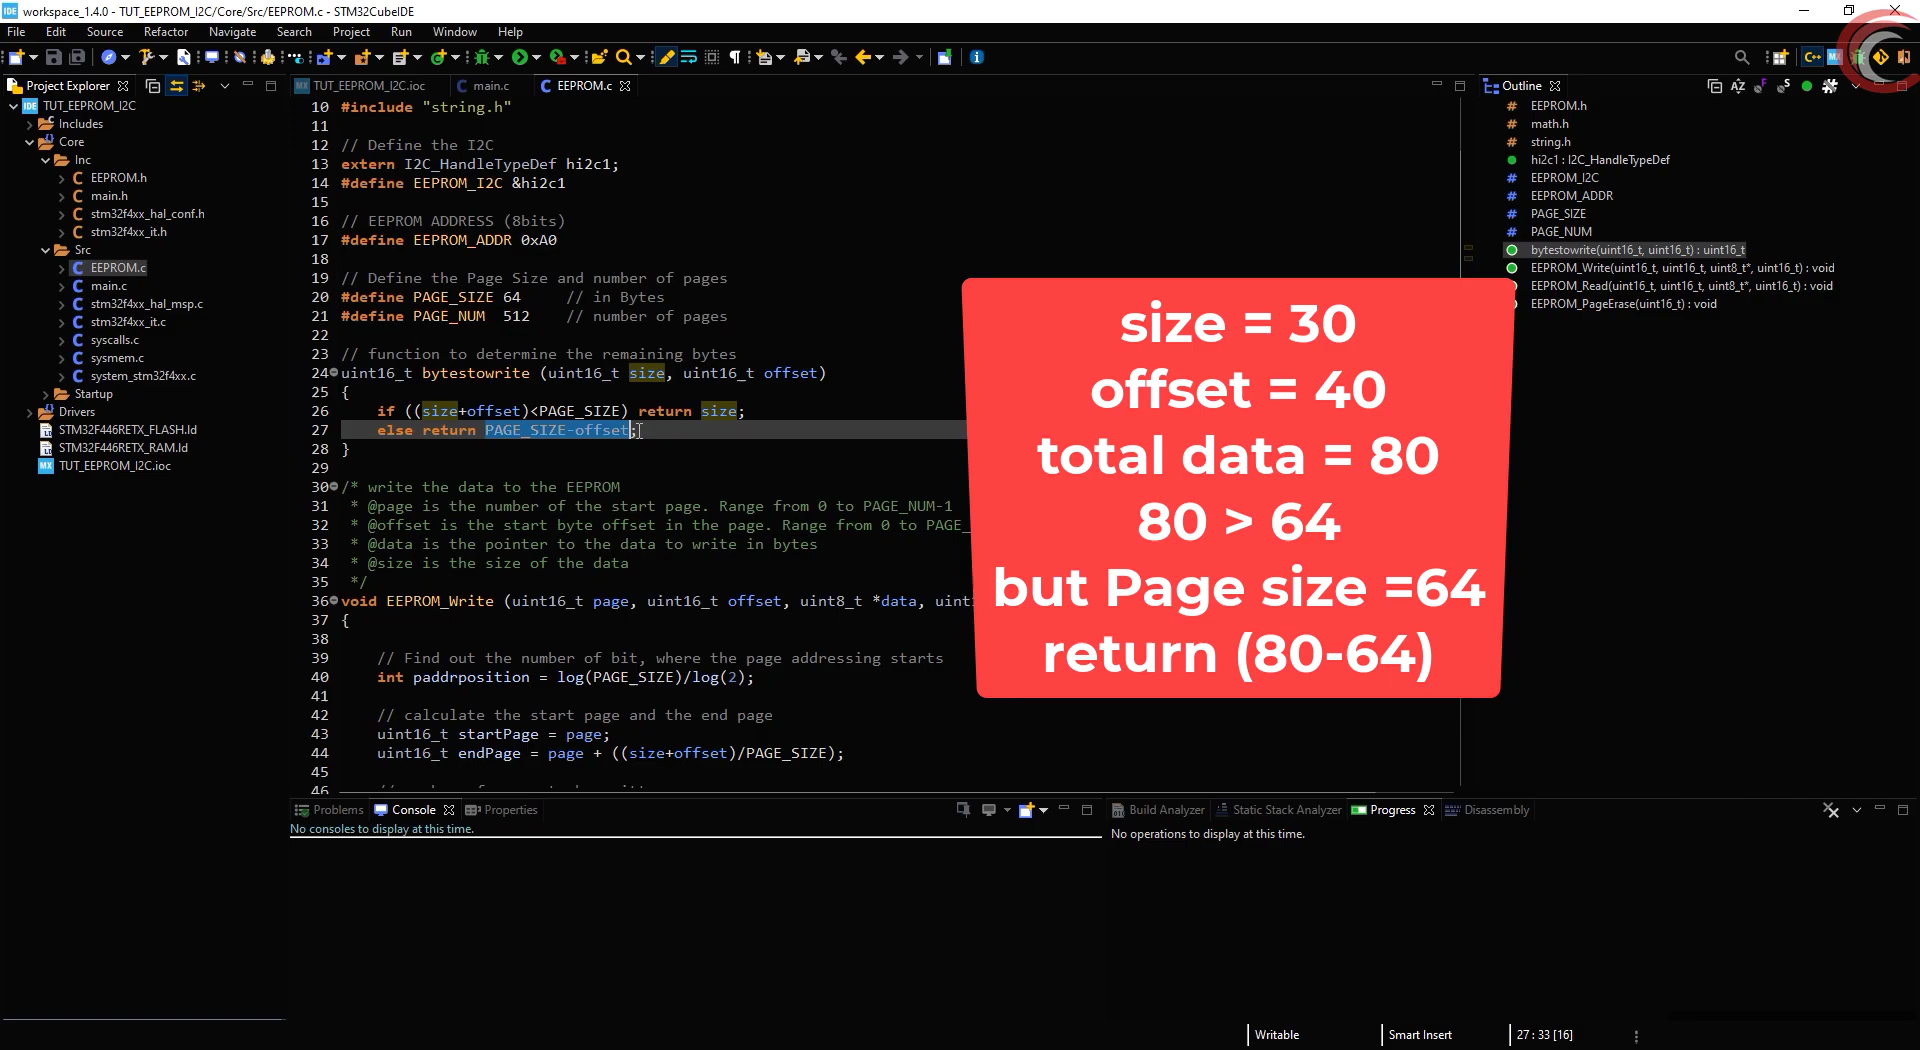 workspace_1.4.0 - TUT_EEPROM_I2C/Core/Src/EEPROM.c - STM32CubeIDE
File Edit Source Refactor Navigate Search Project Run Window Help
Project Explorer
TUT_EEPROM_I2C
Includes
Core
Inc
EEPROM.h
main.h
stm32f4xx_hal_conf.h
stm32f4xx_it.h
Src
EEPROM.c
main.c
stm32f4xx_hal_msp.c
stm32f4xx_it.c
syscalls.c
sysmem.c
system_stm32f4xx.c
Startup
Drivers
STM32F446RETX_FLASH.ld
STM32F446RETX_RAM.ld
TUT_EEPROM_I2C.ioc
TUT_EEPROM_I2C.ioc main.c EEPROM.c
10 #include "string.h"
11
12 // Define the I2C
13 extern I2C_HandleTypeDef hi2c1;
14 #define EEPROM_I2C &hi2c1
15
16 // EEPROM ADDRESS (8bits)
17 #define EEPROM_ADDR 0xA0
18
19 // Define the Page Size and number of pages
20 #define PAGE_SIZE 64 // in Bytes
21 #define PAGE_NUM 512 // number of pages
22
23 // function to determine the remaining bytes
24 uint16_t bytestowrite (uint16_t size, uint16_t offset)
25 {
26 if ((size+offset)<PAGE_SIZE) return size;
27 else return PAGE_SIZE-offset;
28 }
29
30 /* write the data to the EEPROM
31 * @page is the number of the start page. Range from 0 to PAGE_NUM-1
32 * @offset is the start byte offset in the page. Range from 0 to PAGE_
33 * @data is the pointer to the data to write in bytes
34 * @size is the size of the data
35 */
36 void EEPROM_Write (uint16_t page, uint16_t offset, uint8_t *data, uint
37 {
38
39 // Find out the number of bit, where the page addressing starts
40 int paddrposition = log(PAGE_SIZE)/log(2);
41
42 // calculate the start page and the end page
43 uint16_t startPage = page;
44 uint16_t endPage = page + ((size+offset)/PAGE_SIZE);
45
46
size = 30
offset = 40
total data = 80
80 > 64
but Page size =64
return (80-64)
Outline
EEPROM.h
math.h
string.h
hi2c1 : I2C_HandleTypeDef
EEPROM_I2C
EEPROM_ADDR
PAGE_SIZE
PAGE_NUM
bytestowrite(uint16_t, uint16_t) : uint16_t
EEPROM_Write(uint16_t, uint16_t, uint8_t*, uint16_t) : void
EEPROM_Read(uint16_t, uint16_t, uint8_t*, uint16_t) : void
EEPROM_PageErase(uint16_t) : void
Problems Console Properties
No consoles to display at this time.
Build Analyzer Static Stack Analyzer Progress Disassembly
No operations to display at this time.
Writable Smart Insert 27 : 33 [16]